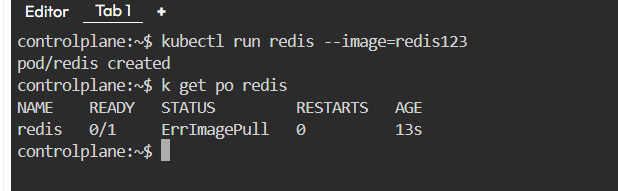 Editor Tab 1 +
controlplane:~$ kubectl run redis --image=redis123
pod/redis created
controlplane:~$ k get po redis
NAME READY STATUS RESTARTS AGE
redis 0/1 ErrImagePull 0 13s
controlplane:~$